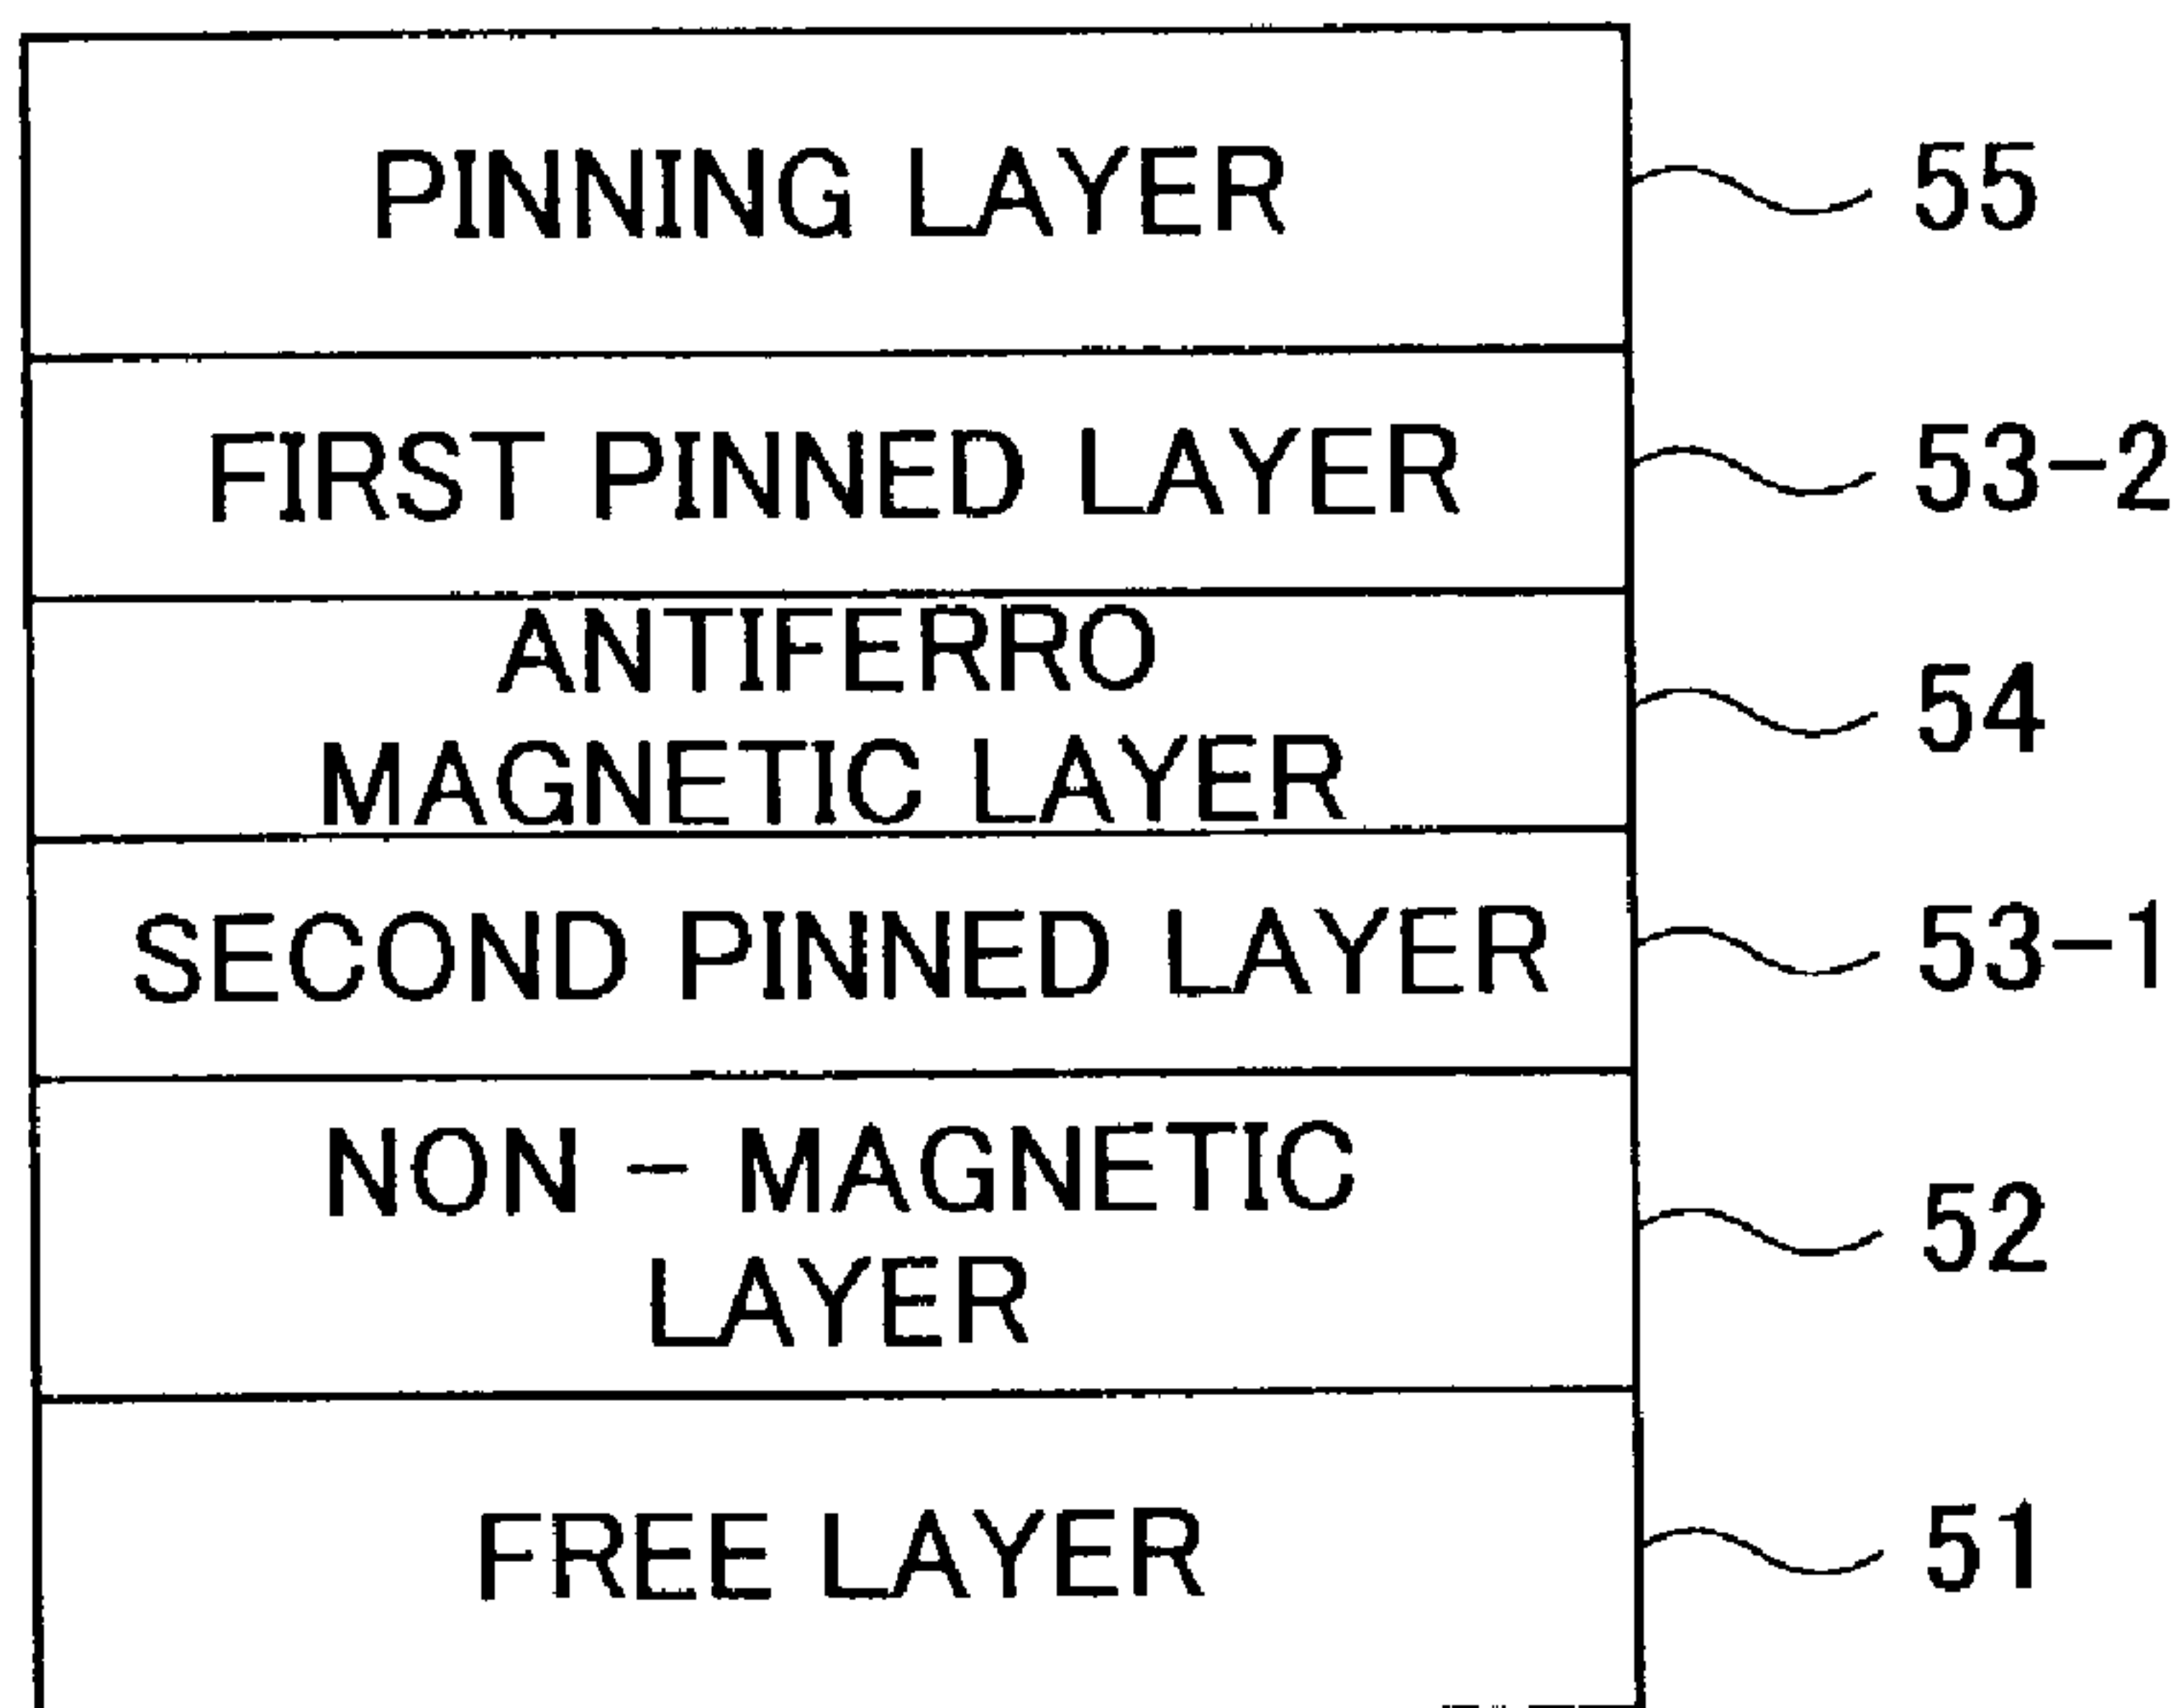 PINNING LAYER 55
FIRST PINNED LAYER 53-2
ANTIFERRO
MAGNETIC LAYER 54
SECOND PINNED LAYER 53-1
NON - MAGNETIC
LAYER 52
FREE LAYER 51